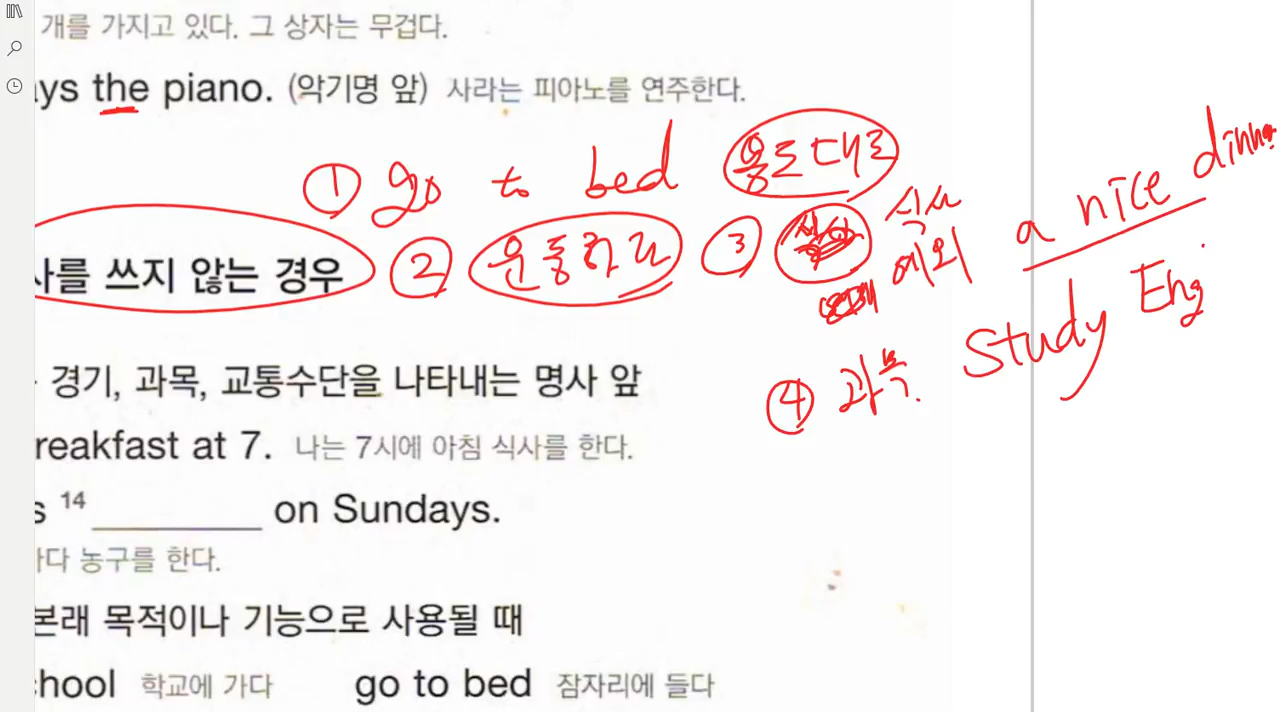 개를 가지고 있다. 그 상자는 무겁다.
ays the piano. (악기명 앞) 사라는 피아노를 연주한다.
① go to bed 용도대로
사를 쓰지 않는 경우 ② 운동하다 ③ 식사 예외 a nice dinner
④ 과목 Study Eng
경기, 과목, 교통수단을 나타내는 명사 앞
reakfast at 7. 나는 7시에 아침 식사를 한다.
s 14 ________ on Sundays.
다 농구를 한다.
본래 목적이나 기능으로 사용될 때
chool 학교에 가다 go to bed 잠자리에 들다